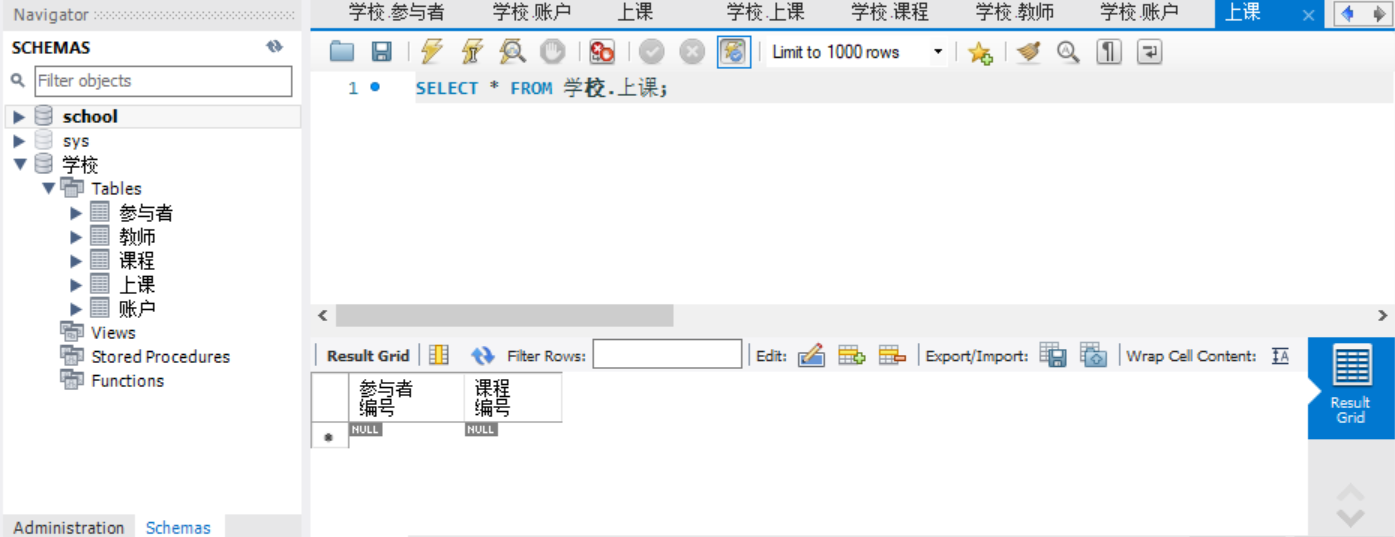 Navigator
学校.参与者 学校.账户 上课 学校.上课 学校.课程 学校.教师 学校.账户 上课
SCHEMAS
Filter objects
Limit to 1000 rows
1 SELECT * FROM 学校.上课;
school
sys
学校
Tables
参与者
教师
课程
上课
账户
Views
Stored Procedures
Functions
Result Grid Filter Rows: Edit: Export/Import: Wrap Cell Content: IA
参与者 课程
编号 编号
NULL NULL
Result
Grid
Administration Schemas